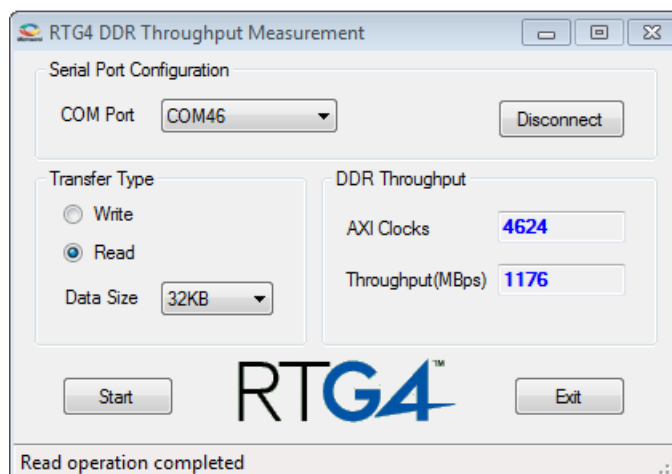 RTG4 DDR Throughput Measurement
Serial Port Configuration
COM Port COM46 Disconnect
Transfer Type
Write
Read
Data Size 32KB
DDR Throughput
AXI Clocks 4624
Throughput(MBps) 1176
Start RTG4™ Exit
Read operation completed